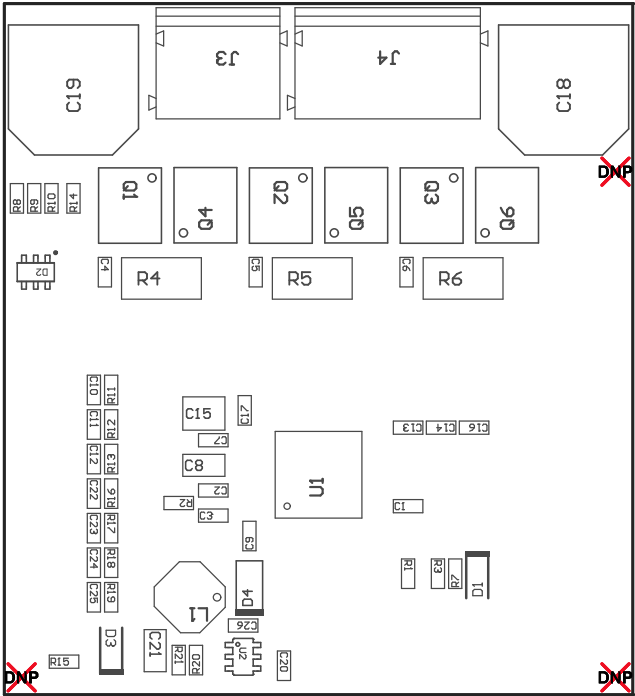 C19
J3
J4
C18
DNP
R8
R9
R10
R14
Q1
Q4
Q2
Q5
Q3
Q6
D2
C4
R4
C5
R5
C6
R6
C10
R11
C11
R12
C12
R13
C22
R16
C23
R17
C24
R18
C25
R19
C15
C17
C7
C8
C2
R2
C3
C9
U1
C13
C14
C16
C1
R1
R3
R7
D1
L1
D4
C26
D3
C21
R21
R20
U2
C20
R15
DNP
DNP